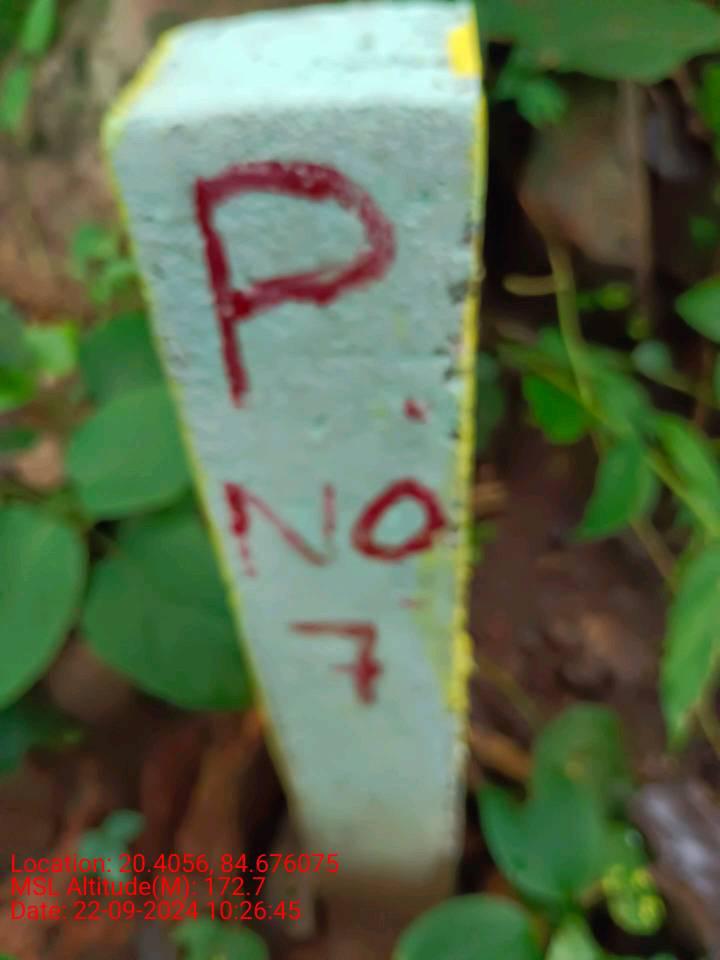 P.
NO
7
Location: 20.4056, 84.676075
MSL Altitude(M): 172.7
Date: 22-09-2024 10:26:45